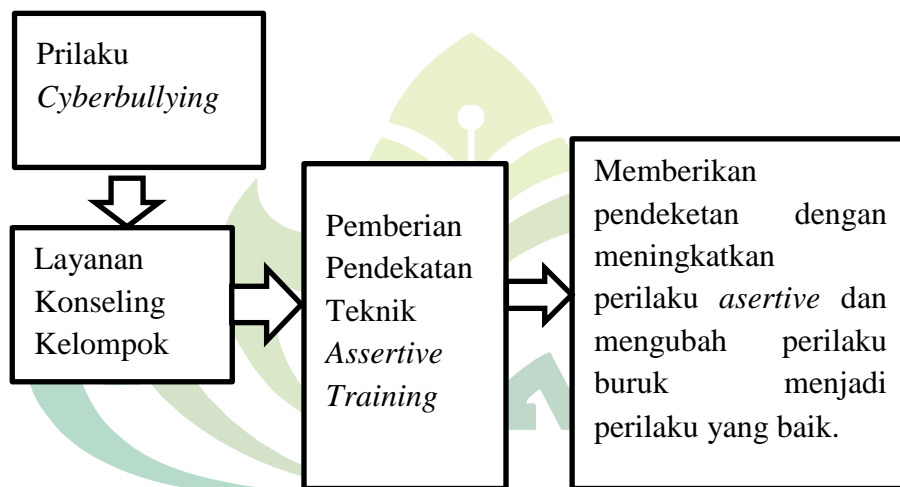 Prilaku
Cyberbullying
Layanan
Konseling
Kelompok
Pemberian
Pendekatan
Teknik
Assertive
Training
Memberikan
pendeketan dengan
meningkatkan
perilaku asertive dan
mengubah perilaku
buruk menjadi
perilaku yang baik.